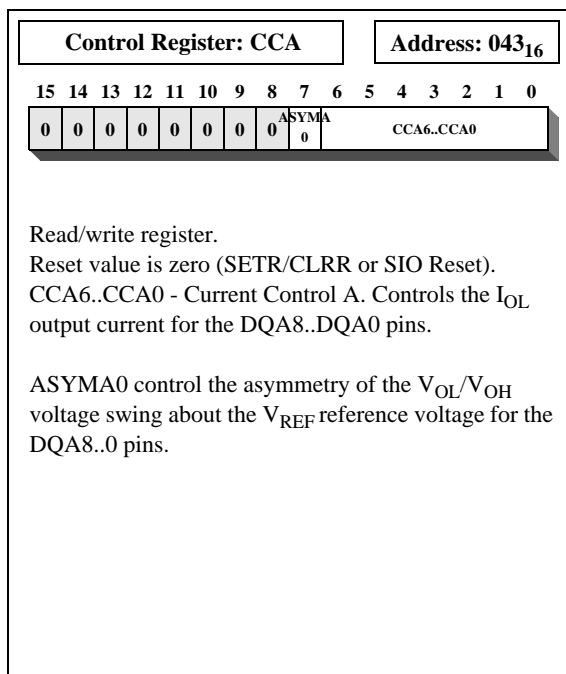 Control Register: CCA Address: 043₁₆
15 14 13 12 11 10 9 8 7 6 5 4 3 2 1 0
0 0 0 0 0 0 0 0 ASYMA 0 CCA6..CCA0
Read/write register.
Reset value is zero (SETR/CLRR or SIO Reset).
CCA6..CCA0 - Current Control A. Controls the I_OL
output current for the DQA8..DQA0 pins.
ASYMA0 control the asymmetry of the V_OL/V_OH
voltage swing about the V_REF reference voltage for the
DQA8..0 pins.